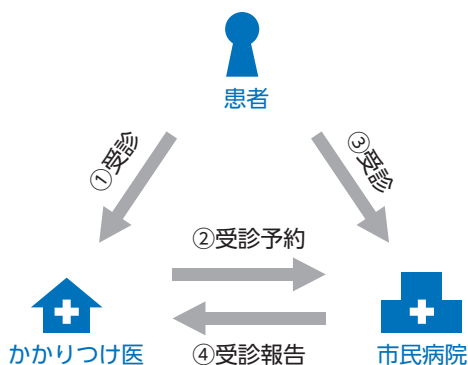 患者
①受診
③受診
②受診予約
かかりつけ医
④受診報告
市民病院